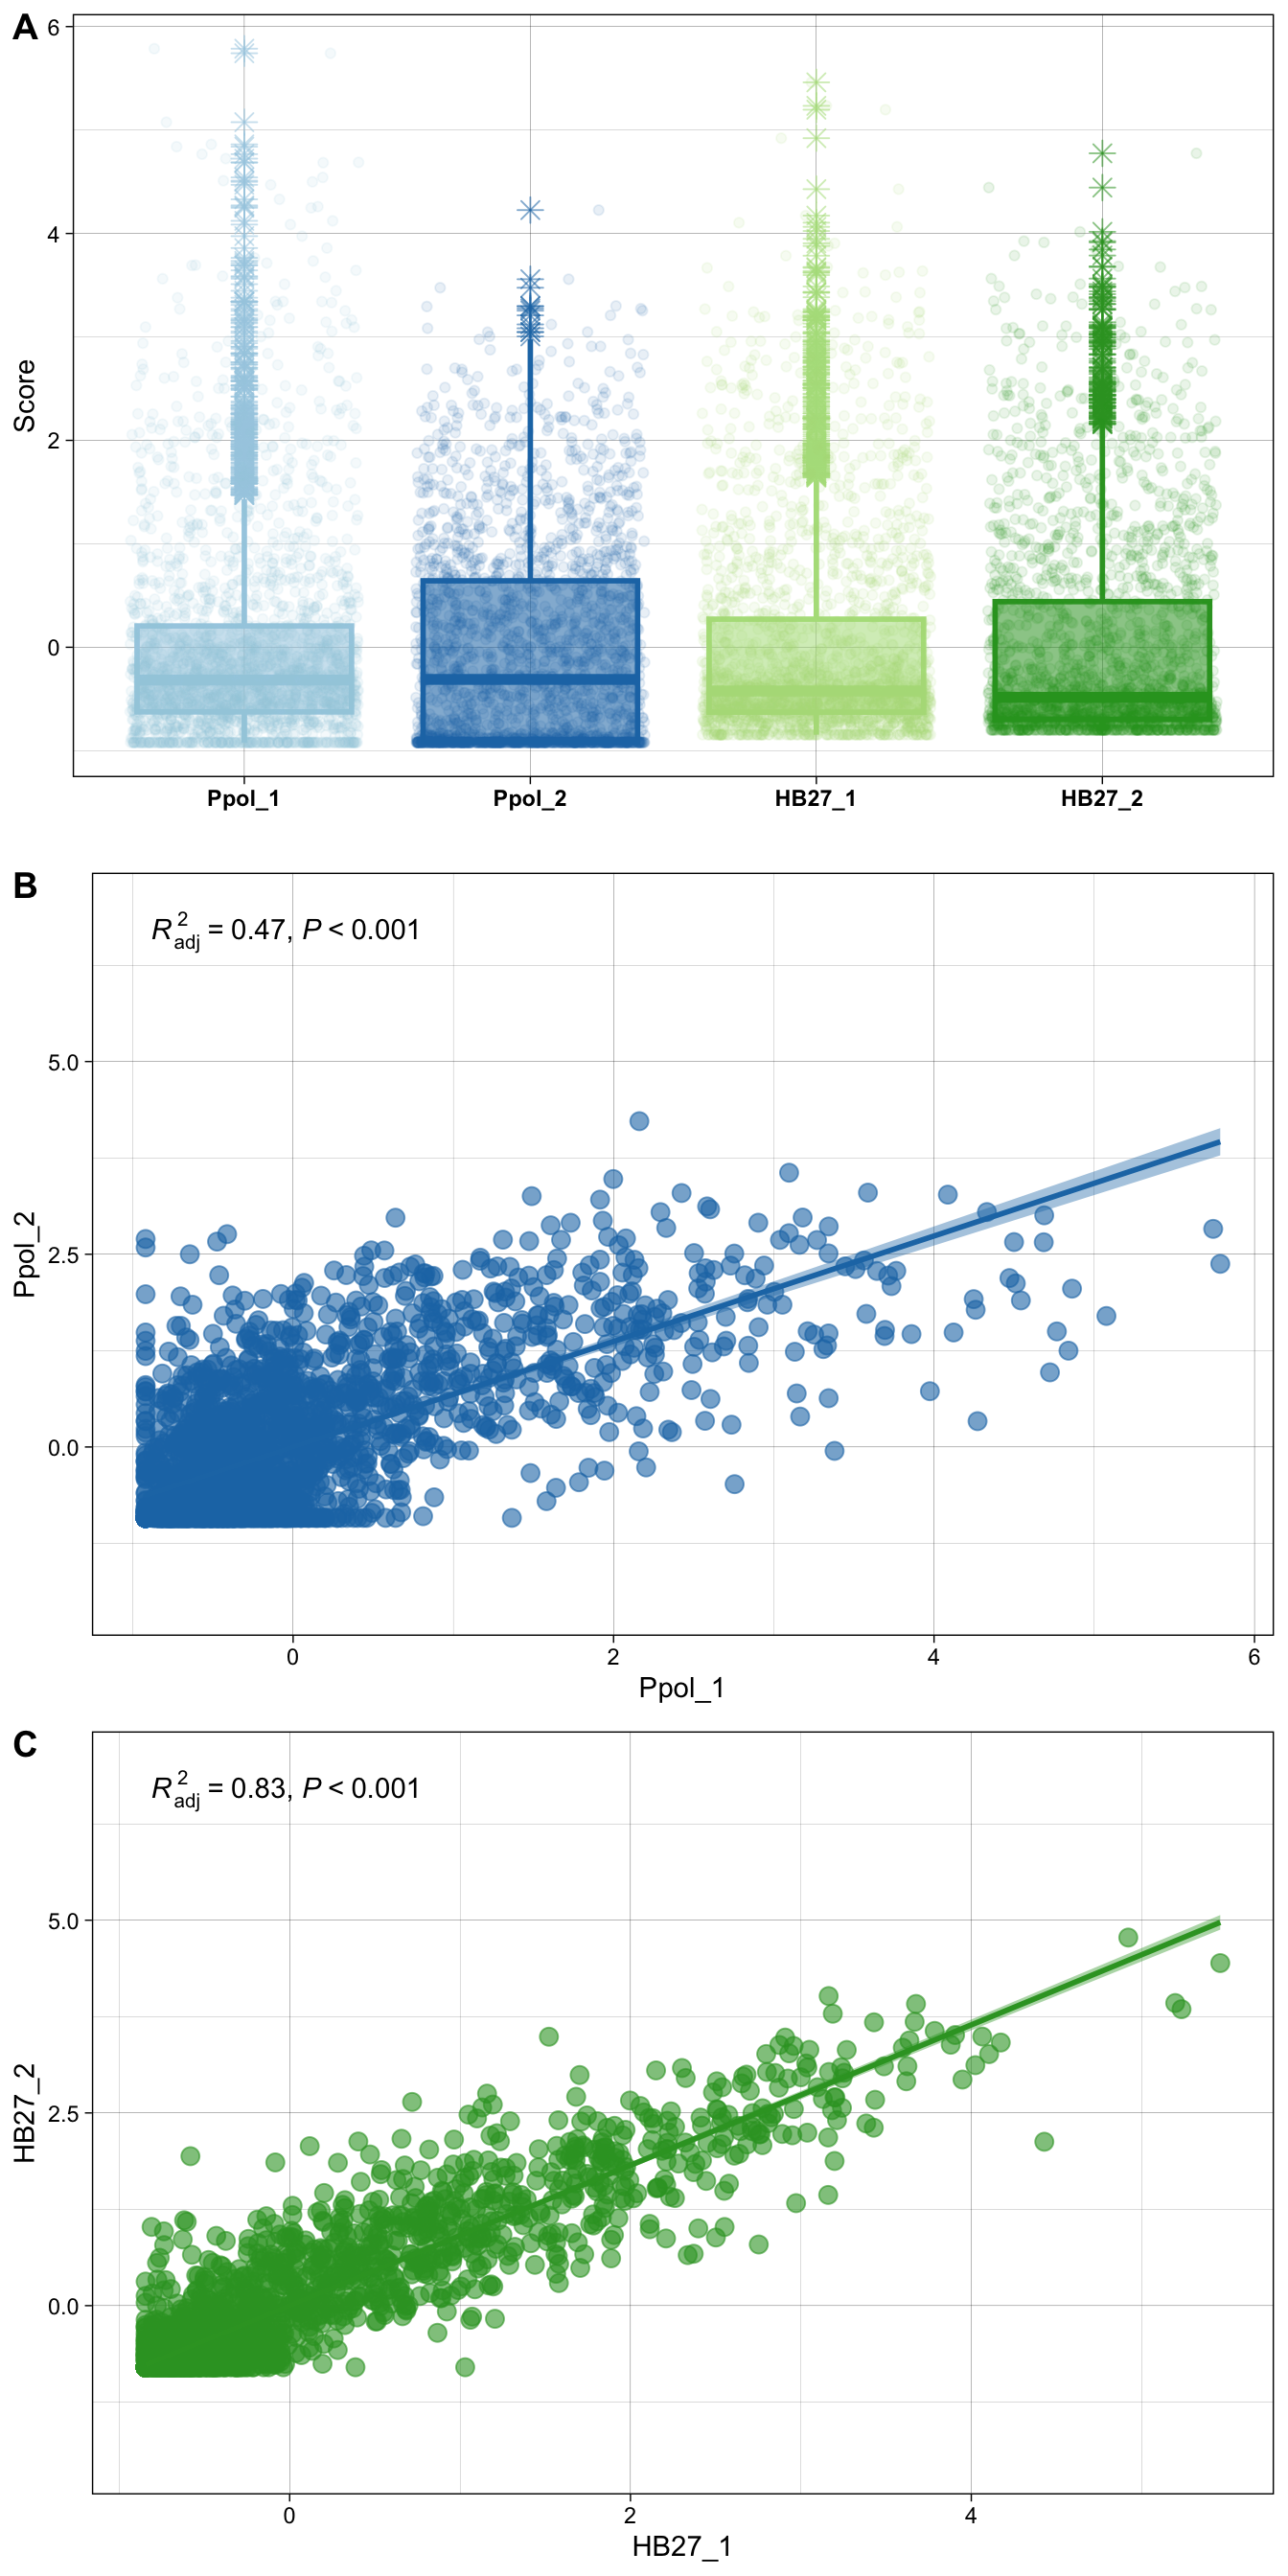 A
6
4
2
0
Score
Ppol_1 Ppol_2 HB27_1 HB27_2
B
R²adj = 0.47, P < 0.001
5.0
2.5
0.0
Ppol_2
0 2 4 6
Ppol_1
C
R²adj = 0.83, P < 0.001
5.0
2.5
0.0
HB27_2
0 2 4
HB27_1